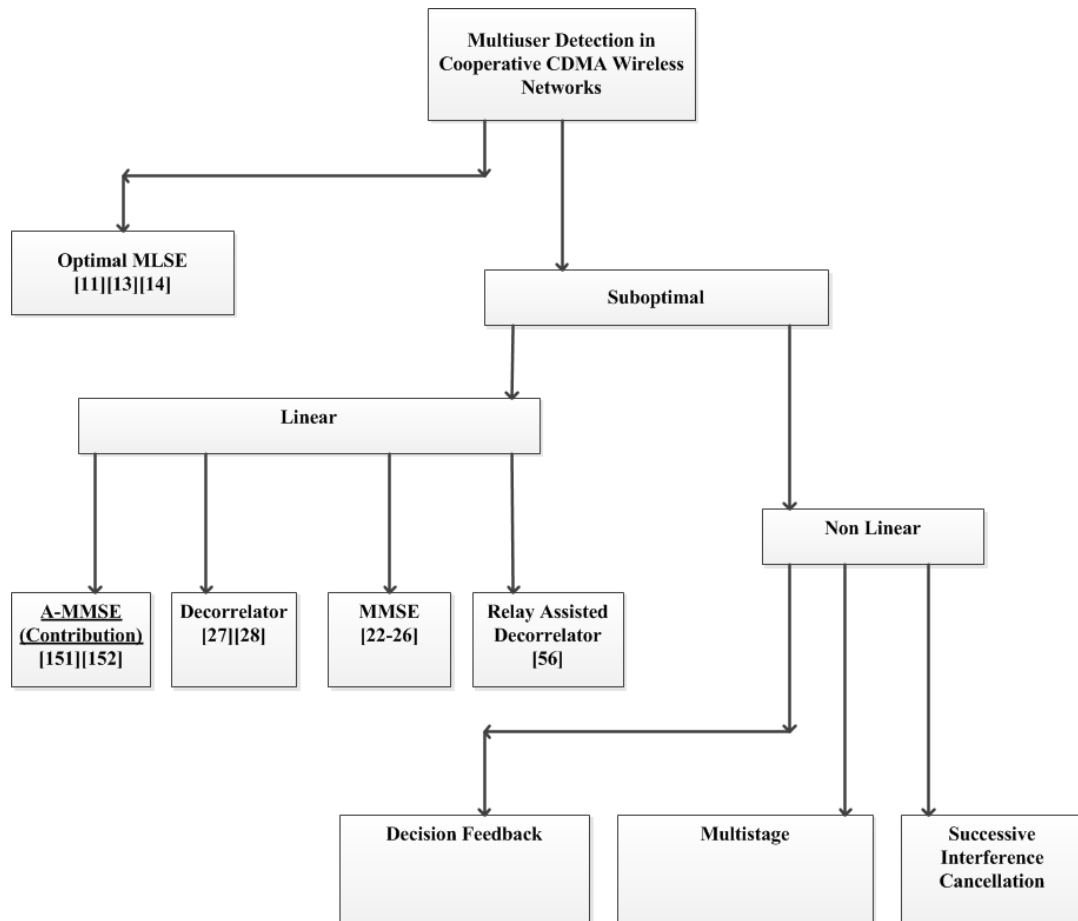 Multiuser Detection in
Cooperative CDMA Wireless
Networks
Optimal MLSE
[11][13][14]
Suboptimal
Linear
Non Linear
A-MMSE
(Contribution)
[151][152]
Decorrelator
[27][28]
MMSE
[22-26]
Relay Assisted
Decorrelator
[56]
Decision Feedback
Multistage
Successive
Interference
Cancellation